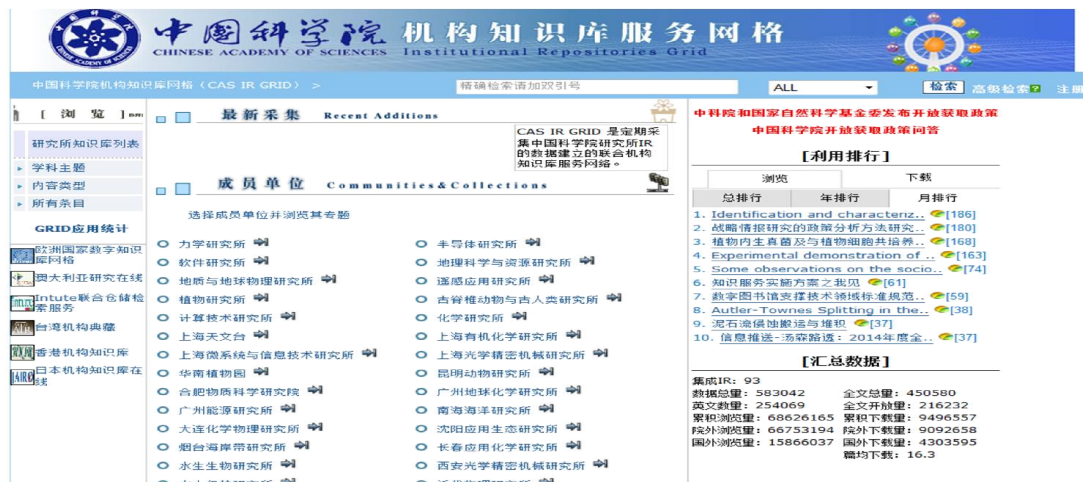 中國科学院 机构知识库服务网格
CHINESE ACADEMY OF SCIENCES Institutional Repositories Grid
中国科学院机构知识库网格（CAS IR GRID） > 精确检索请加双引号 ALL 检索 高级检索? 注册
[ 浏 览 ]
研究所知识库列表
学科主题
内容类型
所有条目
GRID应用统计
欧洲国家数字知识
库网格
奥大利亚研究在线
Intute联合仓储检
索服务
台湾机构典藏
香港机构知识库
日本机构知识库在
线
最新采集 Recent Additions
CAS IR GRID 是定期采
集中国科学院研究所IR
的数据建立的联合机构
知识库服务网络。
成员单位 Communities&Collections
选择成员单位并浏览其专题
力学研究所 半导体研究所
软件研究所 地理科学与资源研究所
地质与地球物理研究所 遥感应用研究所
植物研究所 古脊椎动物与古人类研究所
计算技术研究所 化学研究所
上海天文台 上海有机化学研究所
上海微系统与信息技术研究所 上海光学精密机械研究所
华南植物园 昆明动物研究所
合肥物质科学研究院 广州地球化学研究所
广州能源研究所 南海海洋研究所
大连化学物理研究所 沈阳应用生态研究所
烟台海岸带研究所 长春应用化学研究所
水生生物研究所 西安光学精密机械研究所
中科院和国家自然科学基金委发布开放获取政策
中国科学院开放获取政策问答
[利用排行]
浏览 下载
总排行 年排行 月排行
1. Identification and characteriz.. [186]
2. 战略情报研究的政策分析方法研究.. [180]
3. 植物内生真菌及与植物细胞共培养.. [168]
4. Experimental demonstration of .. [163]
5. Some observations on the socio.. [74]
6. 知识服务实施方案之我见 [61]
7. 数字图书馆支撑技术领域标准规范.. [59]
8. Autler-Townes Splitting in the.. [38]
9. 泥石流侵蚀搬运与堆积 [37]
10. 信息推送-汤森路透：2014年度全.. [37]
[汇总数据]
集成IR: 93
数据总量: 583042 全文总量: 450580
英文数量: 254069 全文开放量: 216232
累积浏览量: 68626165 累积下载量: 9496557
院外浏览量: 66753194 院外下载量: 9092658
国外浏览量: 15866037 国外下载量: 4303595
篇均下载: 16.3